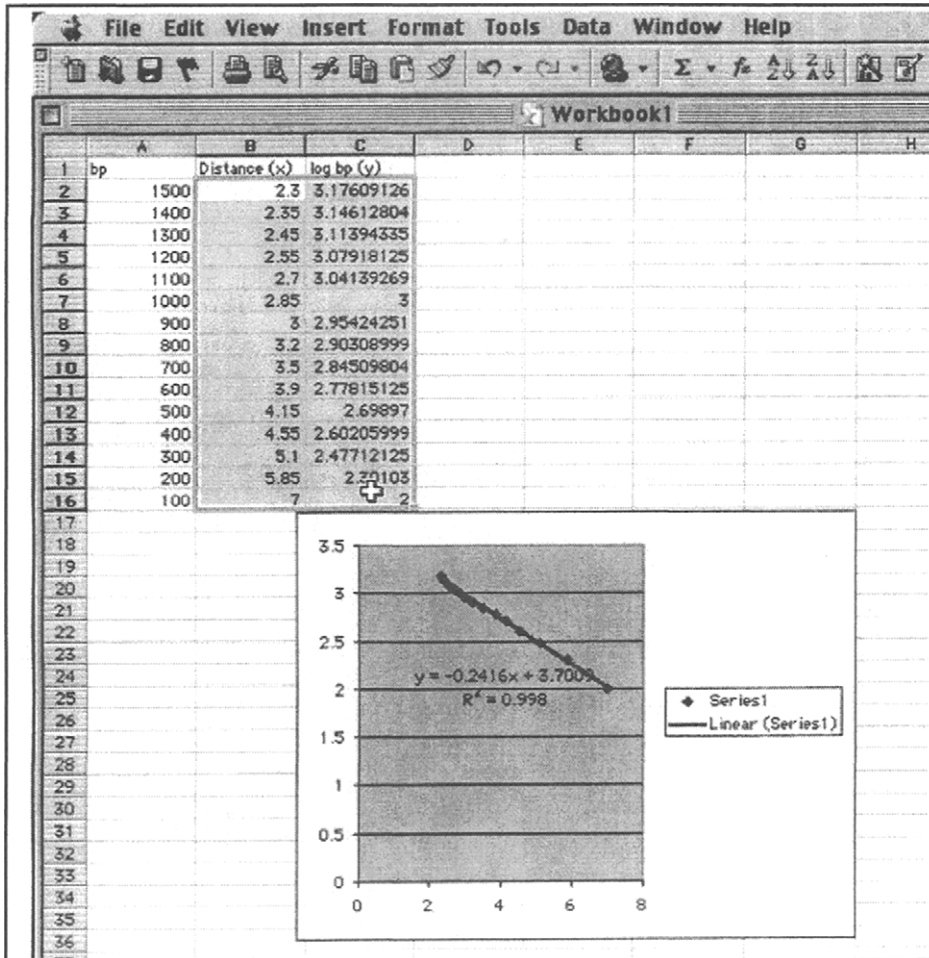 File Edit View Insert Format Tools Data Window Help
Workbook1
A B C D E F G H
1 bp Distance (x) log bp (y)
2 1500 2.3 3.17609126
3 1400 2.35 3.14612804
4 1300 2.45 3.11394335
5 1200 2.55 3.07918125
6 1100 2.7 3.04139269
7 1000 2.85 3
8 900 3 2.95424251
9 800 3.2 2.90308999
10 700 3.5 2.84509804
11 600 3.9 2.77815125
12 500 4.15 2.69897
13 400 4.55 2.60205999
14 300 5.1 2.47712125
15 200 5.85 2.30103
16 100 7 2
17
18
19
20
21
22
23
24
25
26
27
28
29
30
31
32
33
34
35
36
3.5
3
2.5
2
1.5
1
0.5
0
y = -0.2416x + 3.7009
R² = 0.998
0 2 4 6 8
Series1
Linear (Series1)